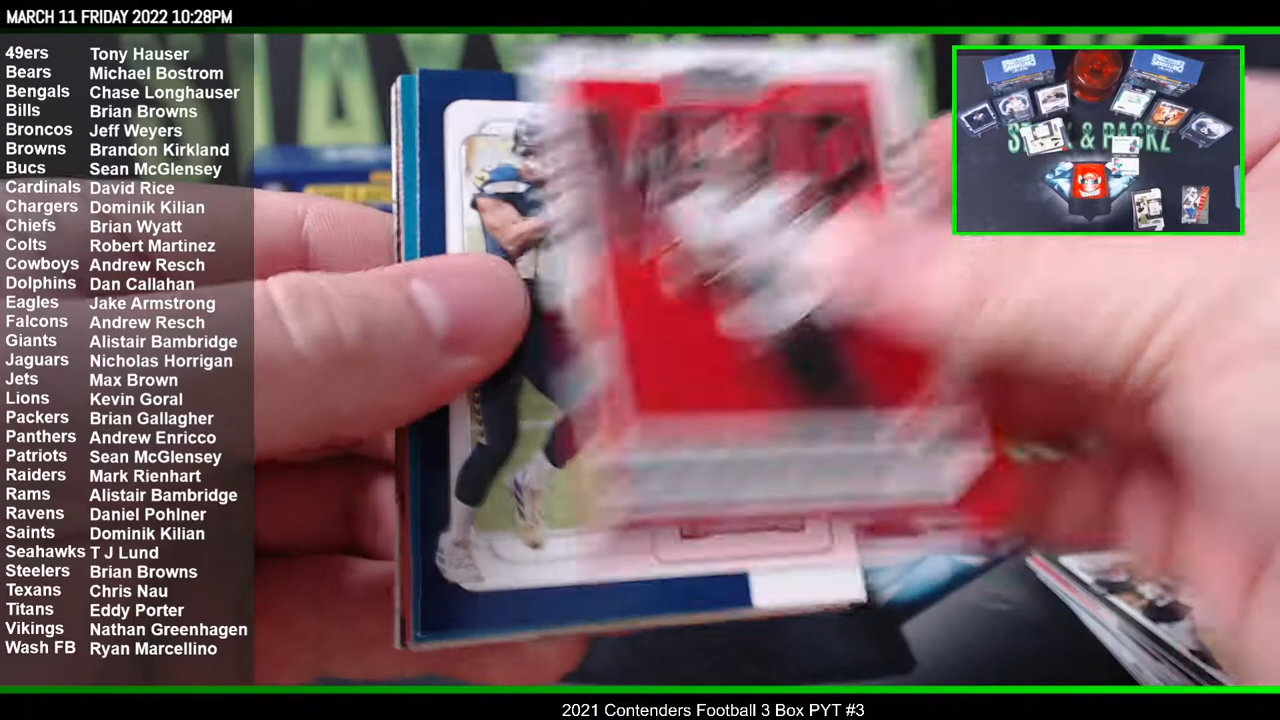 MARCH 11 FRIDAY 2022 10:28PM
49ers Tony Hauser
Bears Michael Bostrom
Bengals Chase Longhauser
Bills Brian Browns
Broncos Jeff Weyers
Browns Brandon Kirkland
Bucs Sean McGlensey
Cardinals David Rice
Chargers Dominik Kilian
Chiefs Brian Wyatt
Colts Robert Martinez
Cowboys Andrew Resch
Dolphins Dan Callahan
Eagles Jake Armstrong
Falcons Andrew Resch
Giants Alistair Bambridge
Jaguars Nicholas Horrigan
Jets Max Brown
Lions Kevin Goral
Packers Brian Gallagher
Panthers Andrew Enricco
Patriots Sean McGlensey
Raiders Mark Rienhart
Rams Alistair Bambridge
Ravens Daniel Pohlner
Saints Dominik Kilian
Seahawks T J Lund
Steelers Brian Browns
Texans Chris Nau
Titans Eddy Porter
Vikings Nathan Greenhagen
Wash FB Ryan Marcellino
& PACKZ
2021 Contenders Football 3 Box PYT #3